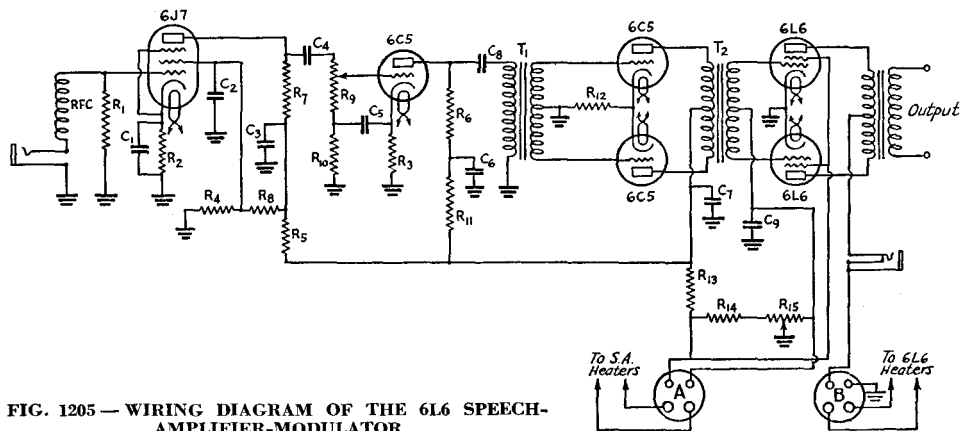 6J7
C4
6C5
C8
T1
6C5
T2
6L6
RFC
R1
C2
R7
R9
C5
R6
R12
Output
C1
R2
C3
R10
R3
C6
6C5
6L6
R4
R8
R11
C7
C9
R5
R13
R14
R15
To S.A.
Heaters
A
B
To 6L6
Heaters
FIG. 1205 — WIRING DIAGRAM OF THE 6L6 SPEECH-
AMPLIFIER-MODULATOR